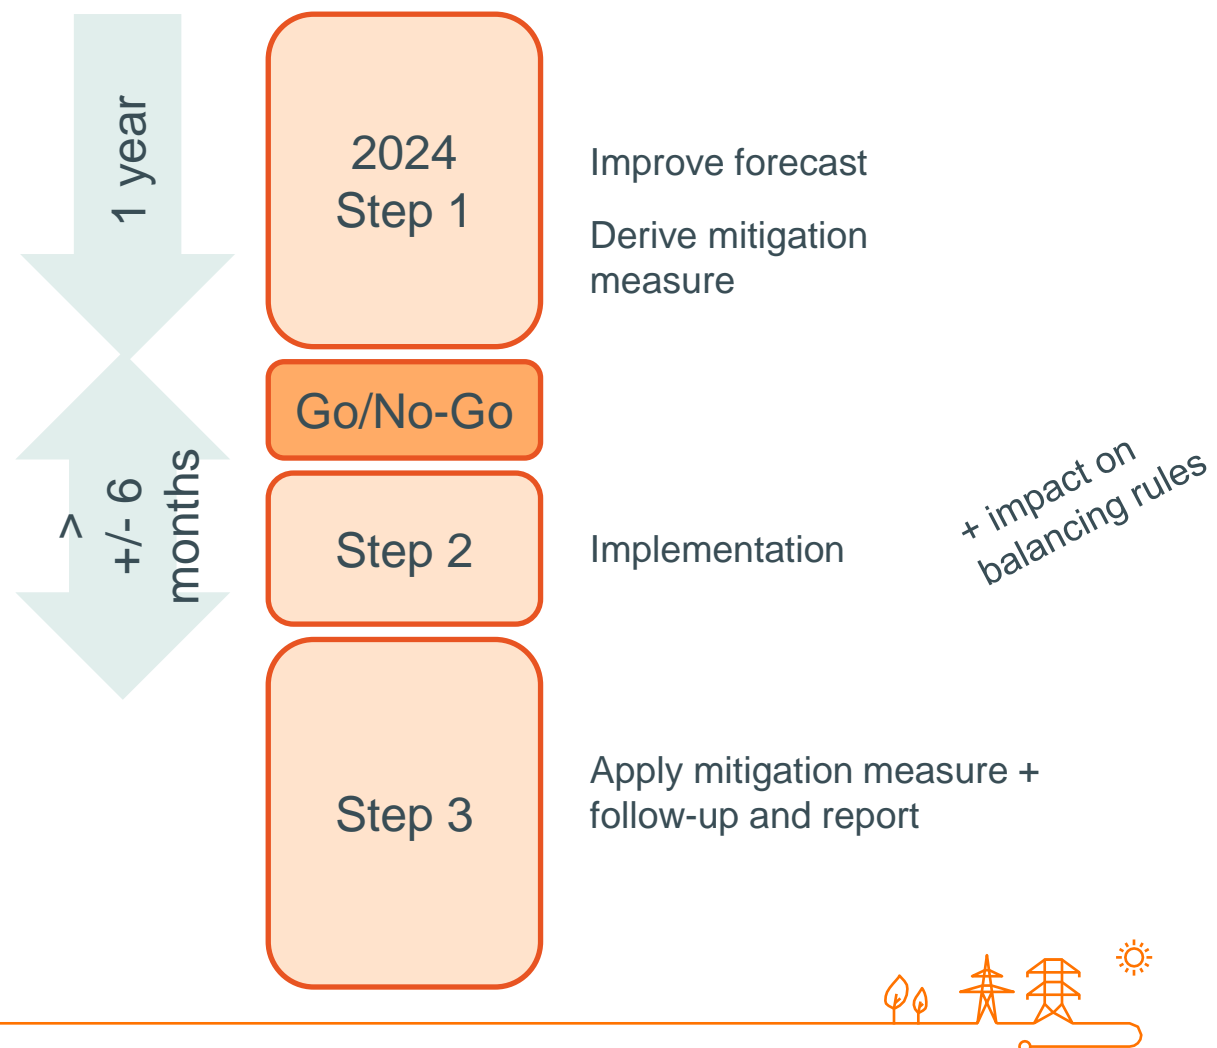 1 year
2024
Step 1
Improve forecast
Derive mitigation
measure
Go/No-Go
>
+/- 6
months
Step 2
Implementation
+ impact on
balancing rules
Step 3
Apply mitigation measure +
follow-up and report